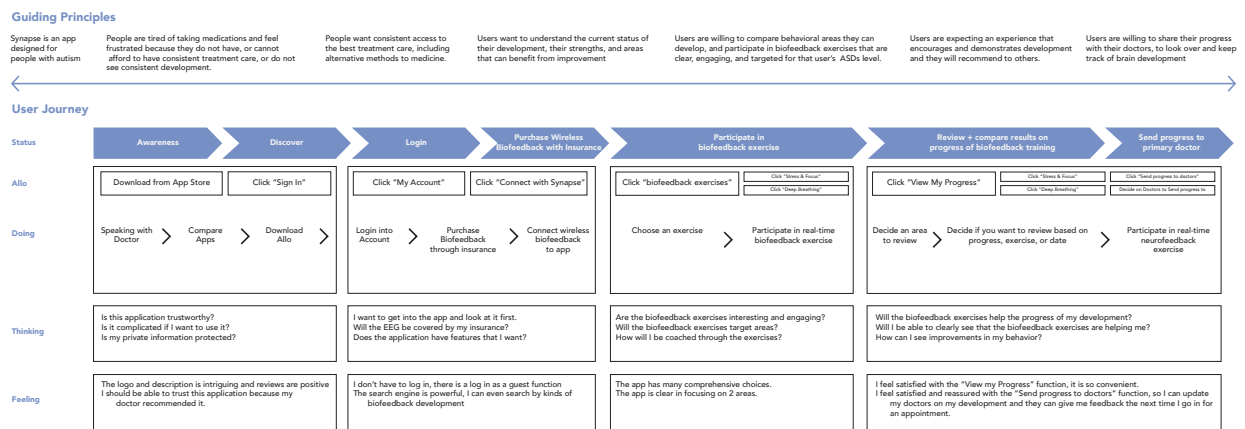 Guiding Principles
Synapse is an app
designed for
people with autism
People are tired of taking medications and feel
frustrated because they do not have, or cannot
afford to have consistent treatment care, or do not
see consistent development.
People want consistent access to
the best treatment care, including
alternative methods to medicine.
Users want to understand the current status of
their development, their strengths, and areas
that can benefit from improvement
Users are willing to compare behavioral areas they can
develop, and participate in biofeedback exercises that are
clear, engaging, and targeted for that user's ASDs level.
Users are expecting an experience that
encourages and demonstrates development
and they will recommend to others.
Users are willing to share their progress
with their doctors, to look over and keep
track of brain development
User Journey
Status
Awareness
Discover
Login
Purchase Wireless
Biofeedback with Insurance
Participate in
biofeedback exercise
Review + compare results on
progress of biofeedback training
Send progress to
primary doctor
Allo
Download from App Store
Click "Sign In"
Click "My Account"
Click "Connect with Synapse"
Click "biofeedback exercises"
Click "Stress & Focus"
Click "Deep Breathing"
Click "View My Progress"
Click "Stress & Focus"
Click "Deep Breathing"
Click "Send progress to doctors"
Decide on Doctors to Send progress to
Doing
Speaking with
Doctor
Compare
Apps
Download
Allo
Login into
Account
Purchase
Biofeedback
through insurance
Connect wireless
biofeedback
to app
Choose an exercise
Participate in real-time
biofeedback exercise
Decide an area
to review
Decide if you want to review based on
progress, exercise, or date
Participate in real-time
neurofeedback
exercise
Thinking
Is this application trustworthy?
Is it complicated if I want to use it?
Is my private information protected?
I want to get into the app and look at it first.
Will the EEG be covered by my insurance?
Does the application have features that I want?
Are the biofeedback exercises interesting and engaging?
Will the biofeedback exercises target areas?
How will I be coached through the exercises?
Will the biofeedback exercises help the progress of my development?
Will I be able to clearly see that the biofeedback exercises are helping me?
How can I see improvements in my behavior?
Feeling
The logo and description is intriguing and reviews are positive
I should be able to trust this application because my
doctor recommended it.
I don't have to log in, there is a log in as a guest function
The search engine is powerful, I can even search by kinds of
biofeedback development
The app has many comprehensive choices.
The app is clear in focusing on 2 areas.
I feel satisfied with the "View my Progress" function, it is so convenient.
I feel satisfied and reassured with the "Send progress to doctors" function, so I can update
my doctors on my development and they can give me feedback the next time I go in for
an appointment.